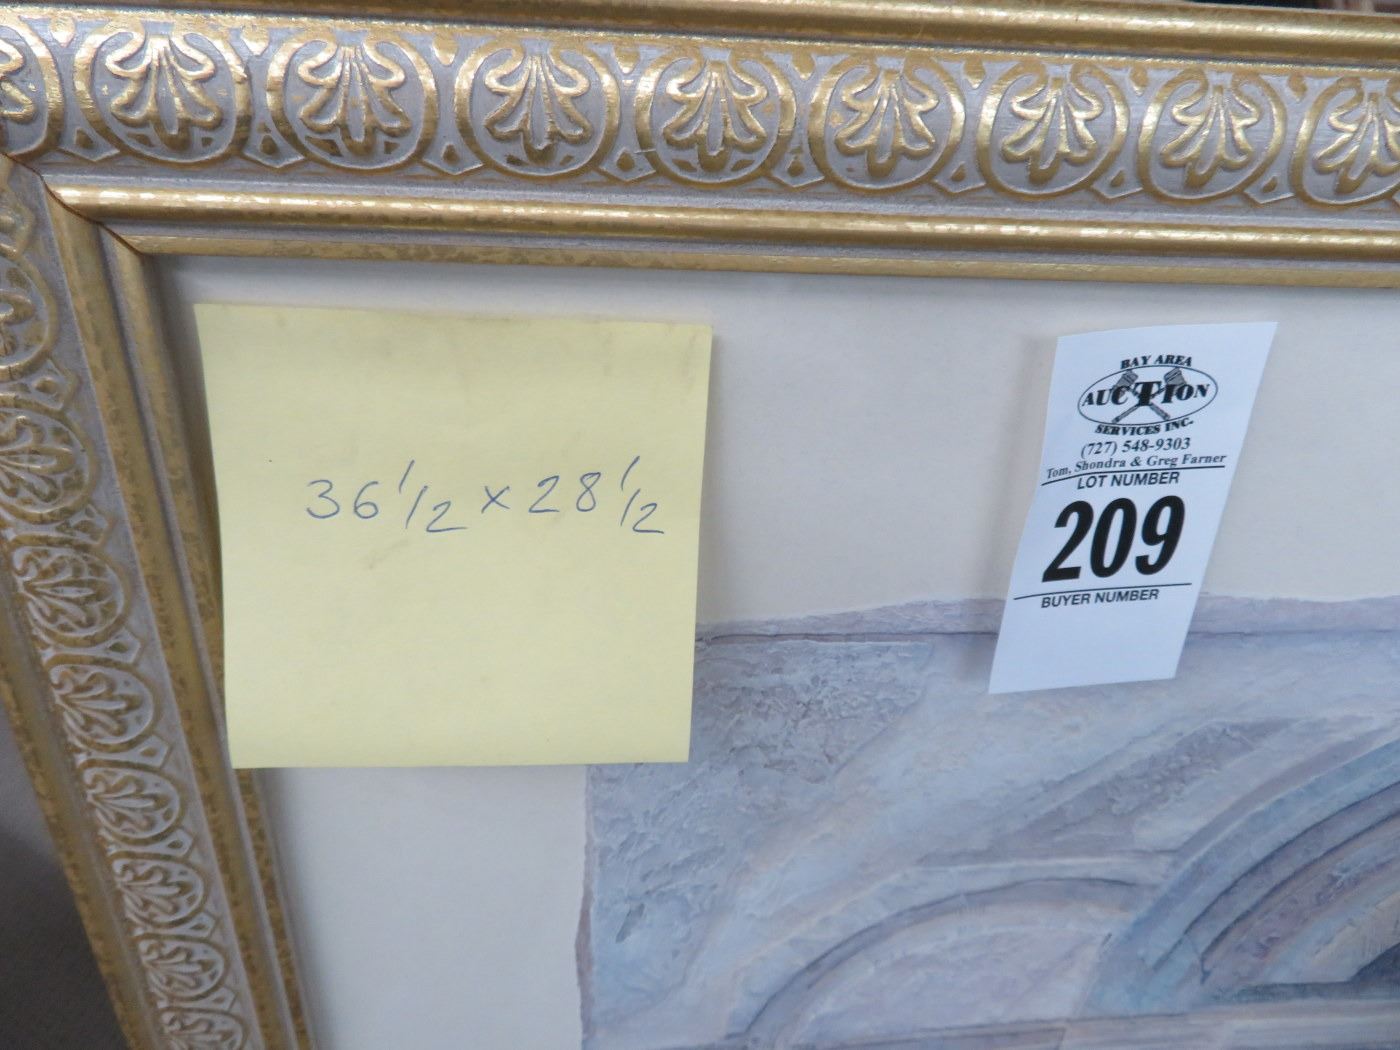 36 1/2 x 28 1/2
BAY AREA
AUCTION
SERVICES INC.
(727) 548-9303
Tom, Shondra & Greg Farner
LOT NUMBER
209
BUYER NUMBER